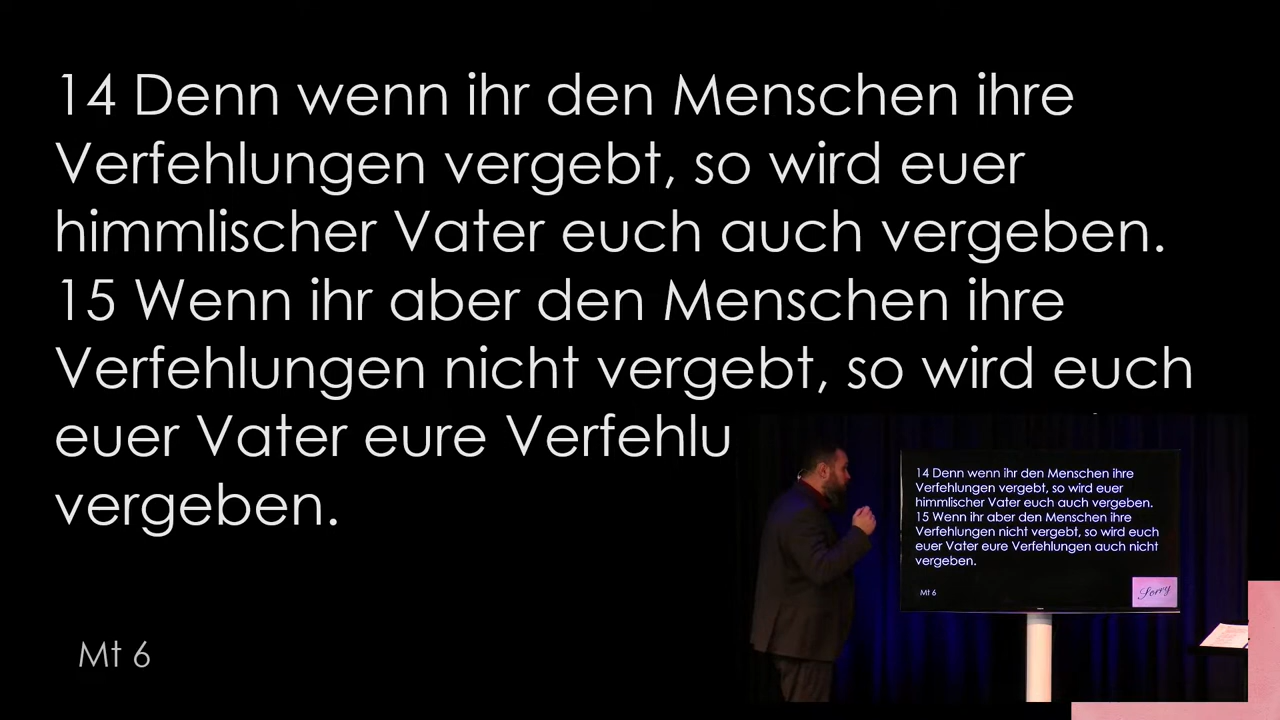 14 Denn wenn ihr den Menschen ihre
Verfehlungen vergebt, so wird euer
himmlischer Vater euch auch vergeben.
15 Wenn ihr aber den Menschen ihre
Verfehlungen nicht vergebt, so wird euch
euer Vater eure Verfehlu
vergeben.
Mt 6
14 Denn wenn ihr den Menschen ihre
Verfehlungen vergebt, so wird euer
himmlischer Vater euch auch vergeben.
15 Wenn ihr aber den Menschen ihre
Verfehlungen nicht vergebt, so wird euch
euer Vater eure Verfehlungen auch nicht
vergeben.
Mt 6
Sorry